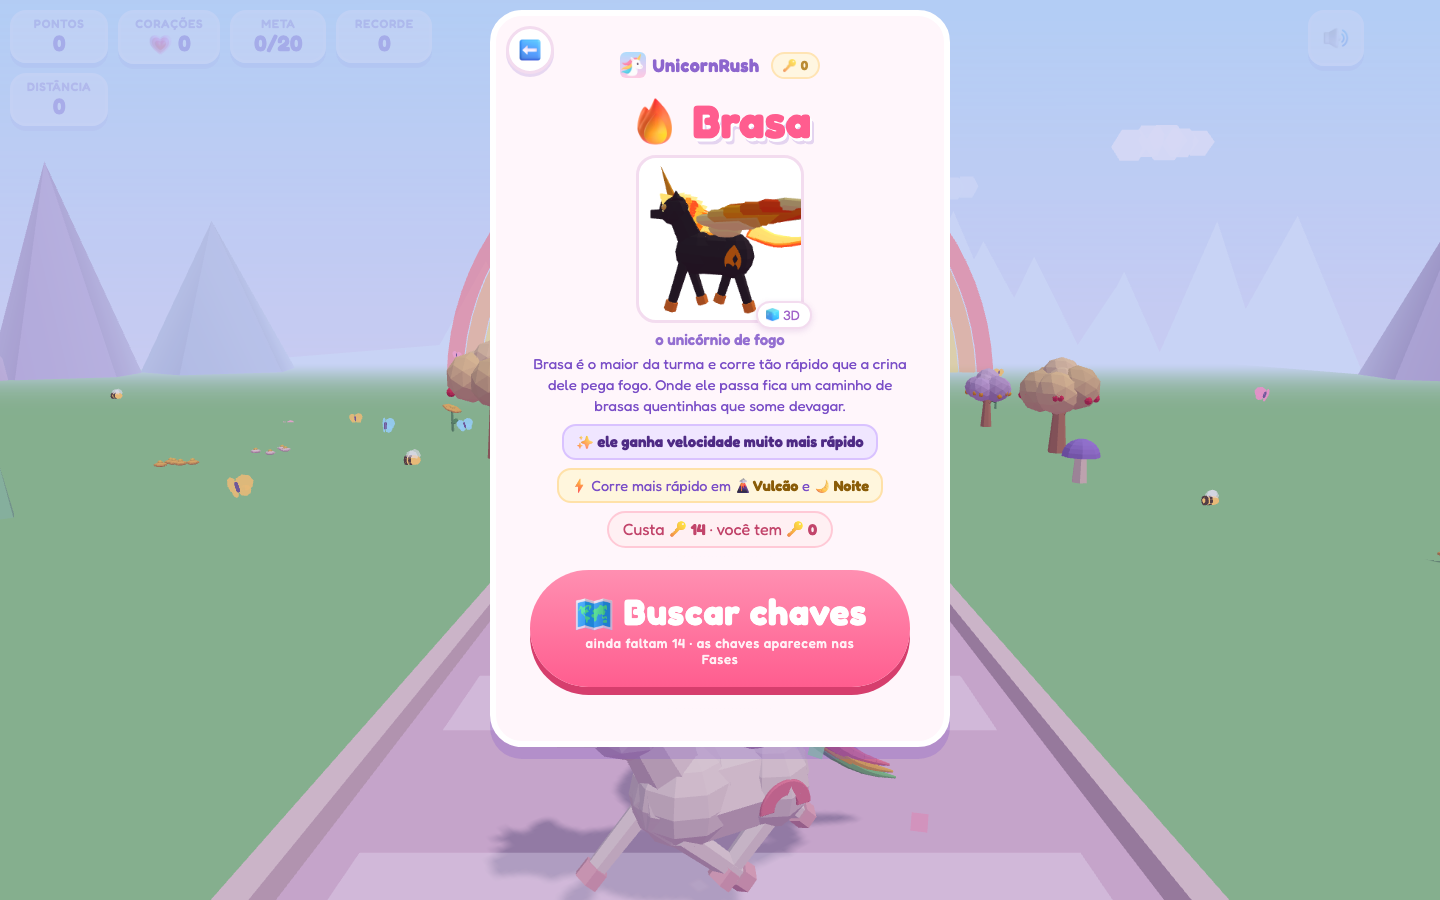 PONTOS
0
CORAÇÕES
0
META
0/20
RECORDE
0
DISTÂNCIA
0
UnicornRush
0
Brasa
3D
o unicórnio de fogo
Brasa é o maior da turma e corre tão rápido que a crina
dele pega fogo. Onde ele passa fica um caminho de
brasas quentinhas que some devagar.
ele ganha velocidade muito mais rápido
Corre mais rápido em Vulcão e Noite
Custa 14 · você tem 0
Buscar chaves
ainda faltam 14 · as chaves aparecem nas
Fases